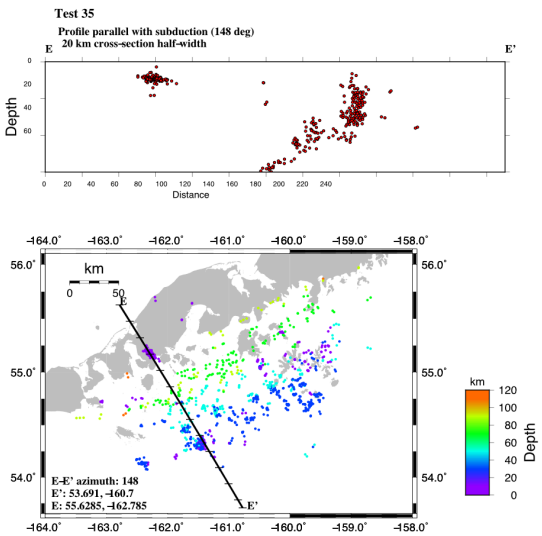 Test 35
Profile parallel with subduction (148 deg)
20 km cross-section half-width
E E'
0
20
40
60
Depth
0 20 40 60 80 100 120 140 160 180 200 220 240
Distance
-164.0° -163.0° -162.0° -161.0° -160.0° -159.0° -158.0°
56.0° 56.0°
km
0 50
E
55.0° 55.0°
km
120
100
80
60
40
20
0
Depth
54.0° 54.0°
E-E' azimuth: 148
E': 53.691, -160.7
E: 55.6285, -162.785
E'
-164.0° -163.0° -162.0° -161.0° -160.0° -159.0° -158.0°